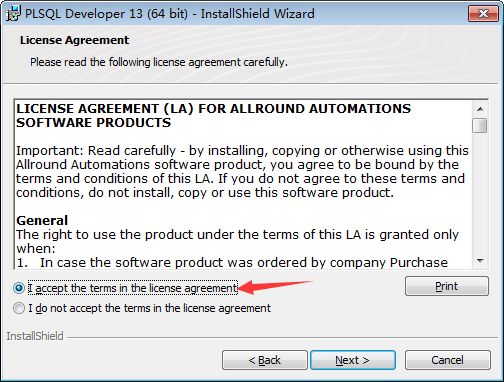 PLSQL Developer 13 (64 bit) - InstallShield Wizard
License Agreement
Please read the following license agreement carefully.
LICENSE AGREEMENT (LA) FOR ALLROUND AUTOMATIONS
SOFTWARE PRODUCTS
Important: Read carefully - by installing, copying or otherwise using this
Allround Automations software product, you agree to be bound by the
terms and conditions of this LA. If you do not agree to these terms and
conditions, do not install, copy or use this software product.
General
The right to use the product under the terms of this LA is granted only
when:
1. In case the software product was ordered by company Purchase
I accept the terms in the license agreement
Print
I do not accept the terms in the license agreement
InstallShield
< Back
Next >
Cancel